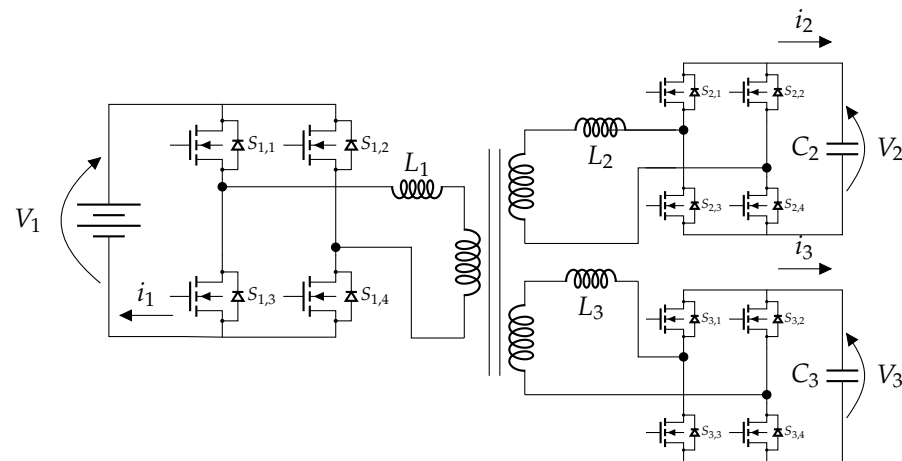 i₂
S₂,₁
S₂,₂
S₁,₁
S₁,₂
L₁
L₂
C₂
V₂
V₁
S₂,₃
S₂,₄
i₃
i₁
S₁,₃
S₁,₄
L₃
S₃,₁
S₃,₂
C₃
V₃
S₃,₃
S₃,₄